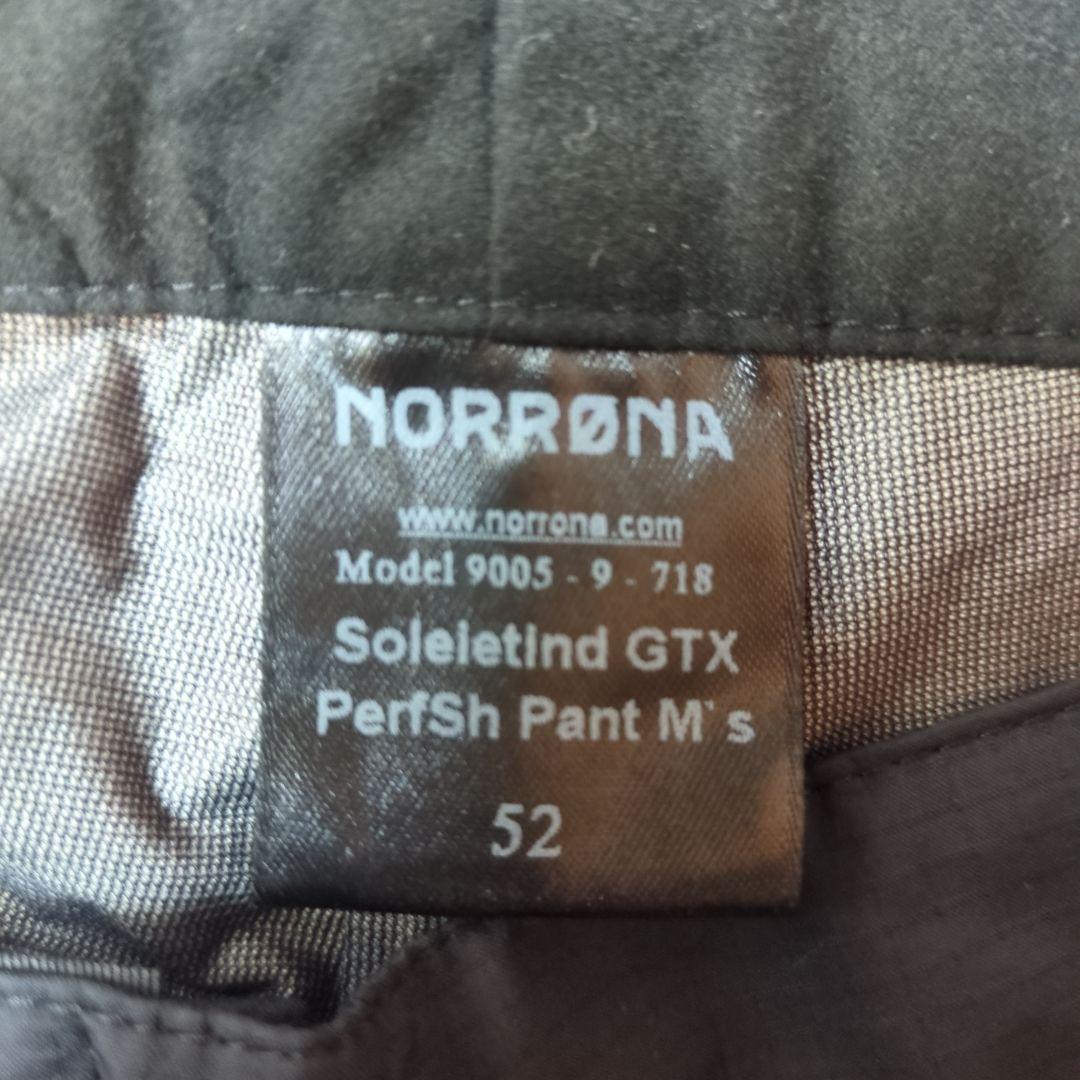 NORRØNA
www.norrona.com
Model 9005 - 9 - 718
Soleietind GTX
PerfSh Pant M's
52